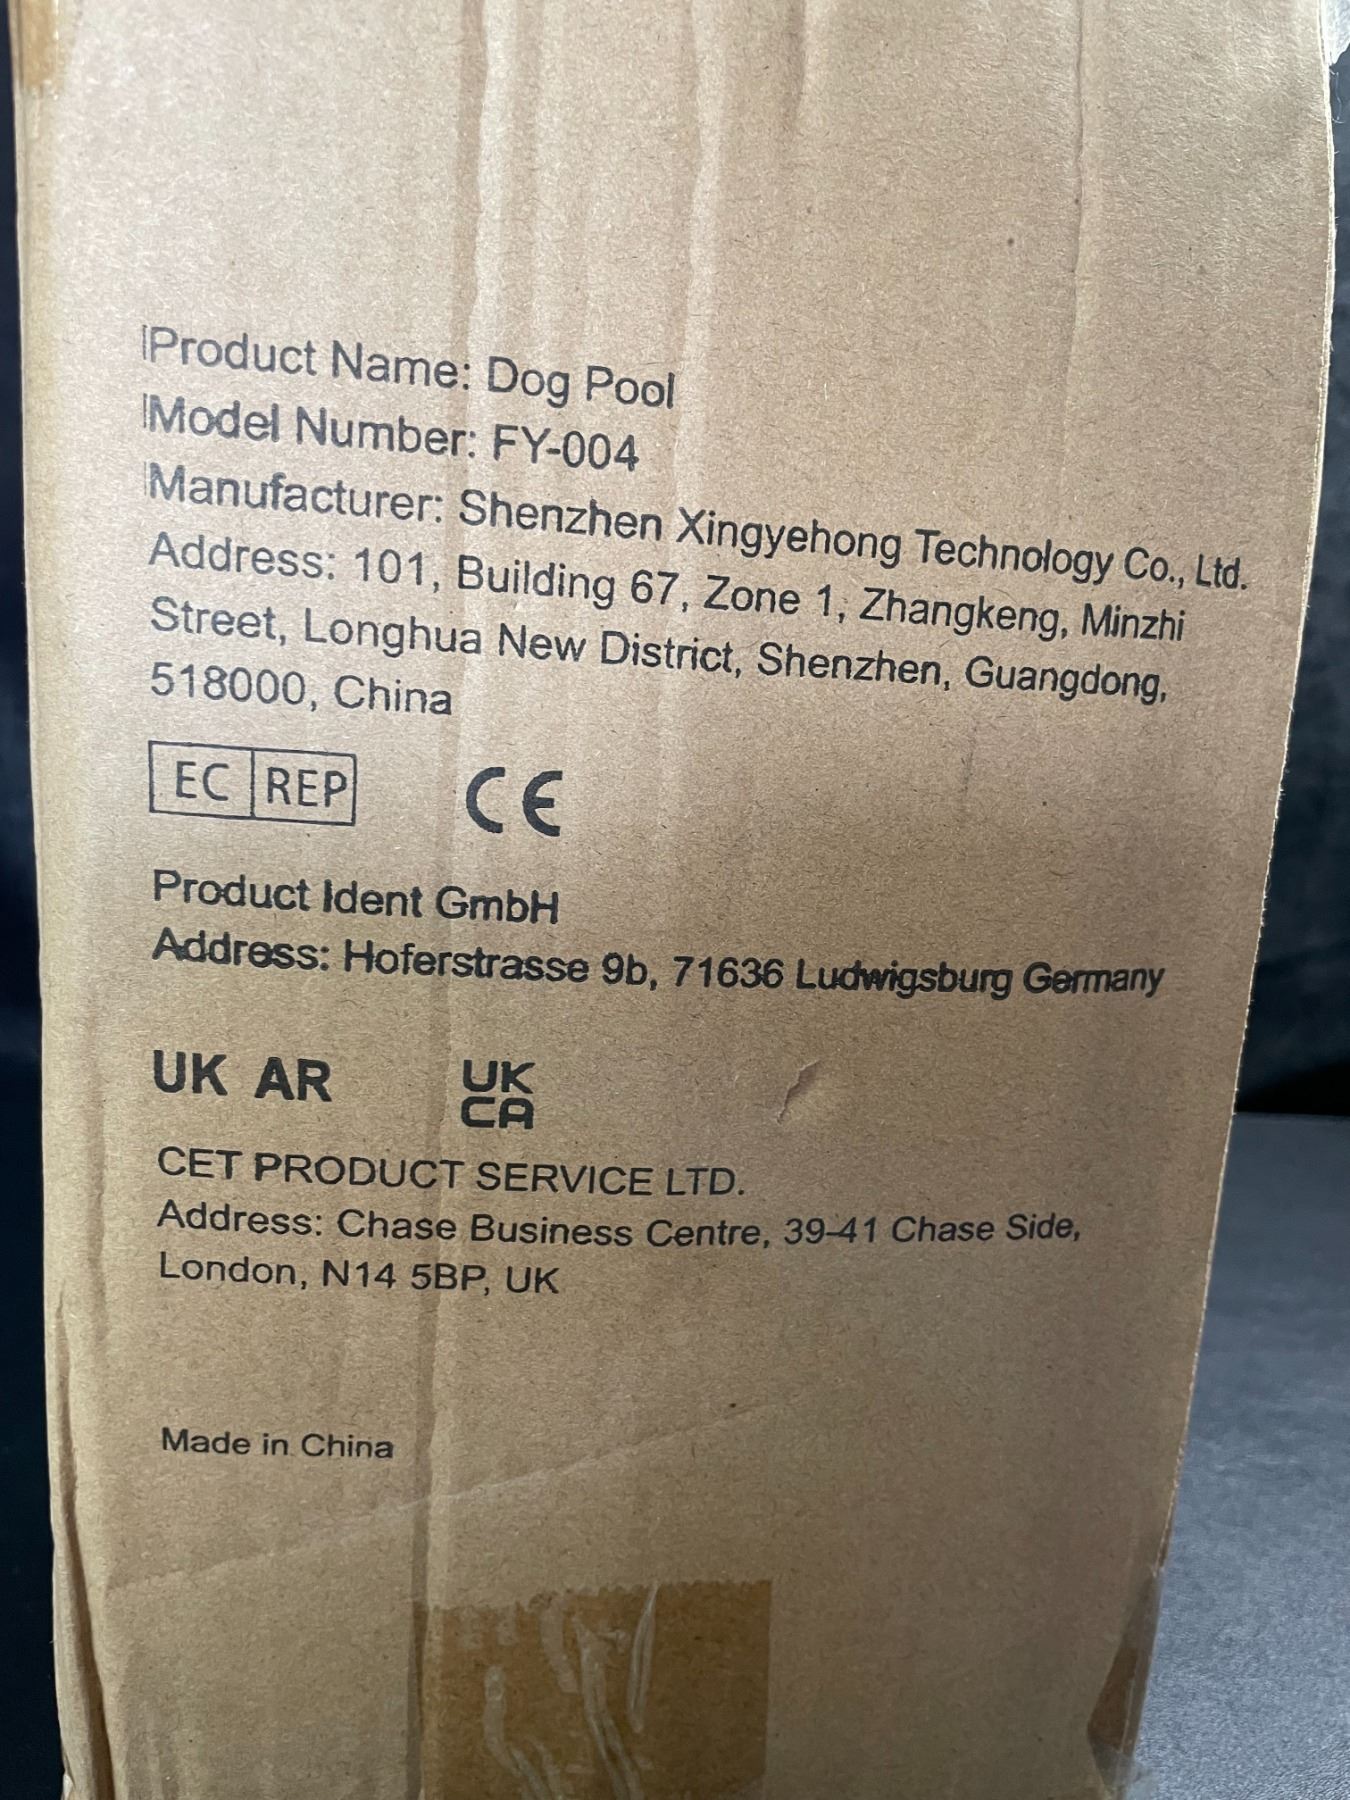 Product Name: Dog Pool
Model Number: FY-004
Manufacturer: Shenzhen Xingyehong Technology Co., Ltd.
Address: 101, Building 67, Zone 1, Zhangkeng, Minzhi
Street, Longhua New District, Shenzhen, Guangdong,
518000, China
EC REP CE
Product Ident GmbH
Address: Hoferstrasse 9b, 71636 Ludwigsburg Germany
UK AR UK
CA
CET PRODUCT SERVICE LTD.
Address: Chase Business Centre, 39-41 Chase Side,
London, N14 5BP, UK
Made in China